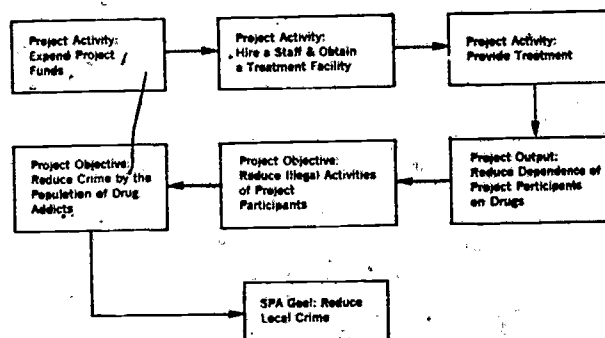 Project Activity:
Expend Project
Funds
Project Activity:
Hire a Staff & Obtain
a Treatment Facility
Project Activity:
Provide Treatment
Project Output:
Reduce Dependence of
Project Participants
on Drugs
Project Objective:
Reduce Illegal Activities
of Project
Participants
Project Objective:
Reduce Crime by the
Population of Drug
Addicts
SPA Goal: Reduce
Local Crime